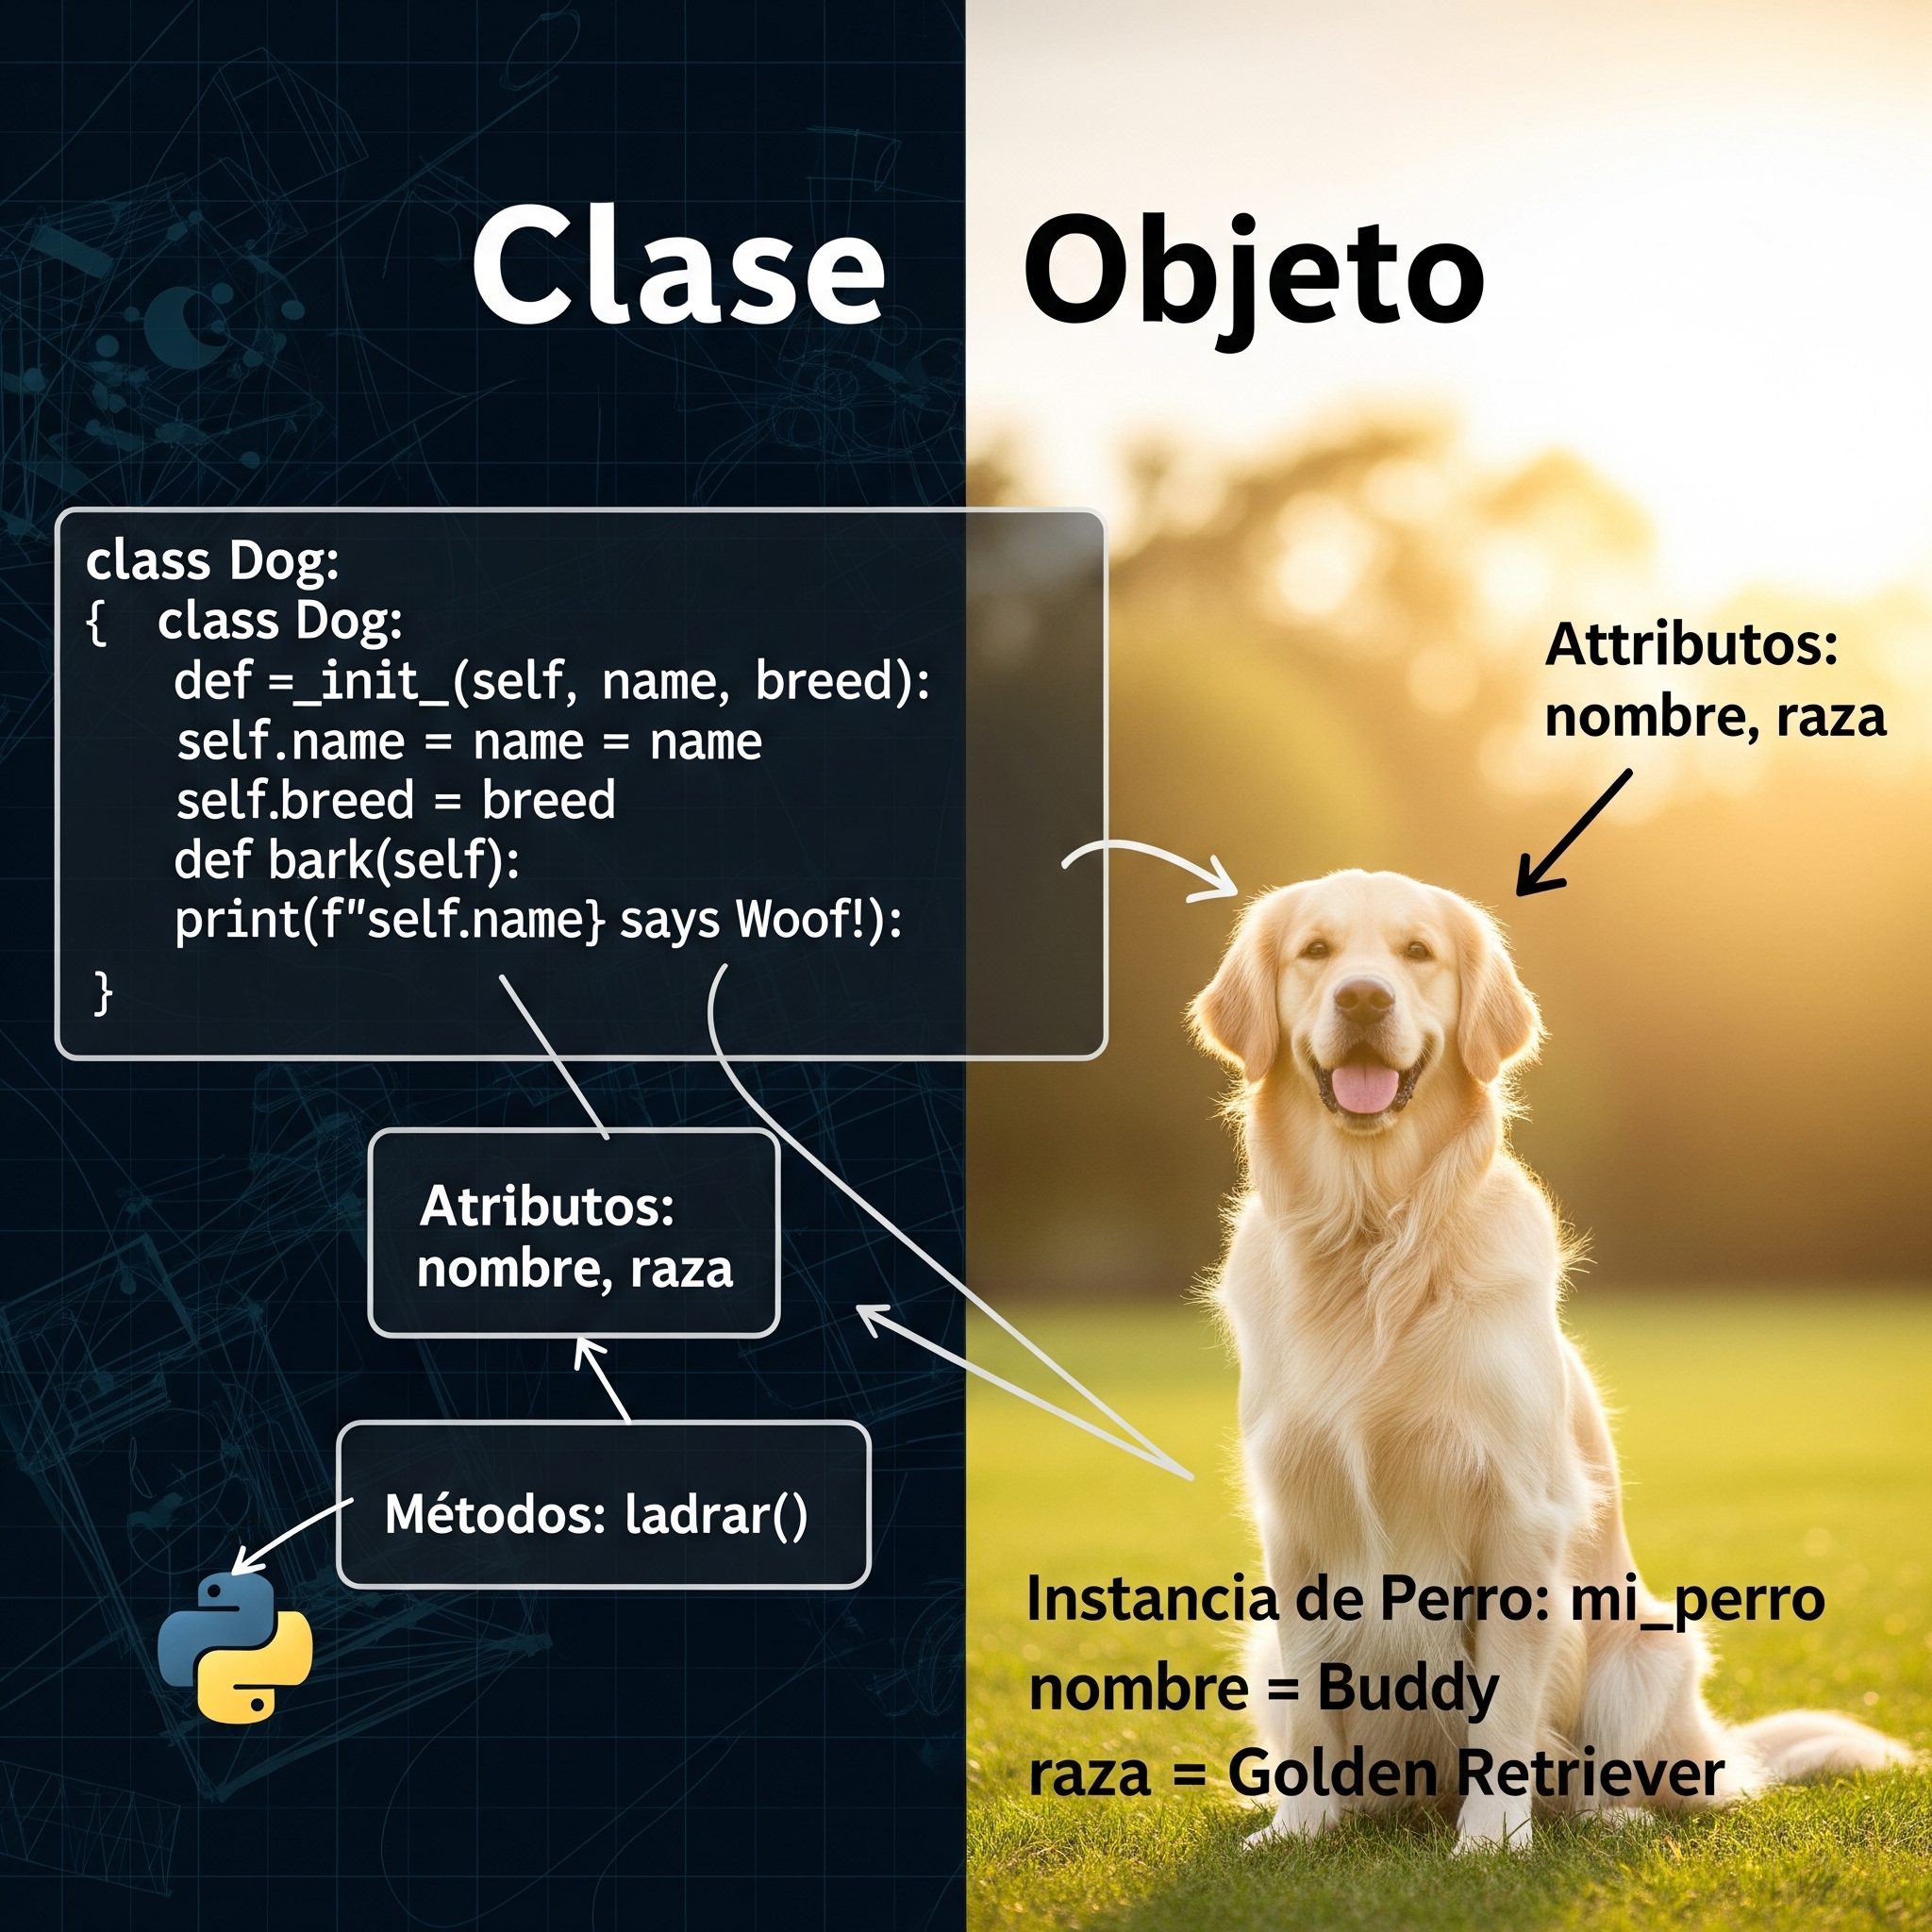 Clase
Objeto
class Dog:
{ class Dog:
def =_init_(self, name, breed):
self.name = name = name
self.breed = breed
def bark(self):
print(f"self.name} says Woof!):
}
Attributos:
nombre, raza
Atributos:
nombre, raza
Métodos: ladrar()
Instancia de Perro: mi_perro
nombre = Buddy
raza = Golden Retriever